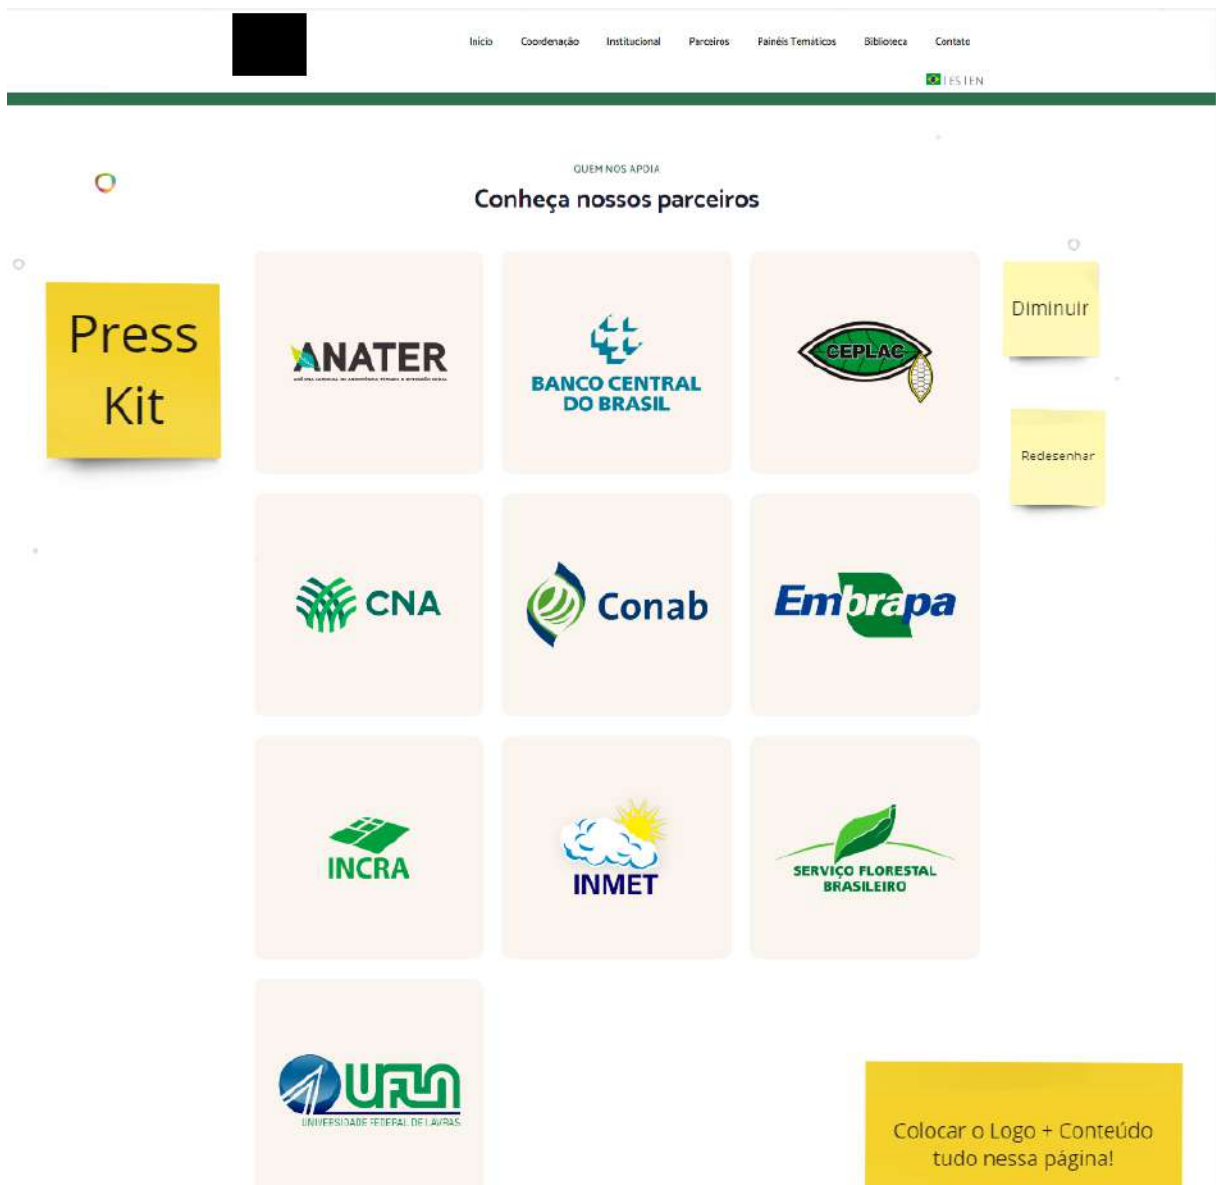 Início Coordenação Institucional Parceiros Painéis Temáticos Biblioteca Contato
| ES | EN
QUEM NOS APOIA
Conheça nossos parceiros
Press
Kit
Diminuir
Redesenhar
ANATER
BANCO CENTRAL
DO BRASIL
CEPLAC
CNA
Conab
Embrapa
INCRA
INMET
SERVIÇO FLORESTAL
BRASILEIRO
UFLA
UNIVERSIDADE FEDERAL DE LAVRAS
Colocar o Logo + Conteúdo
tudo nessa página!